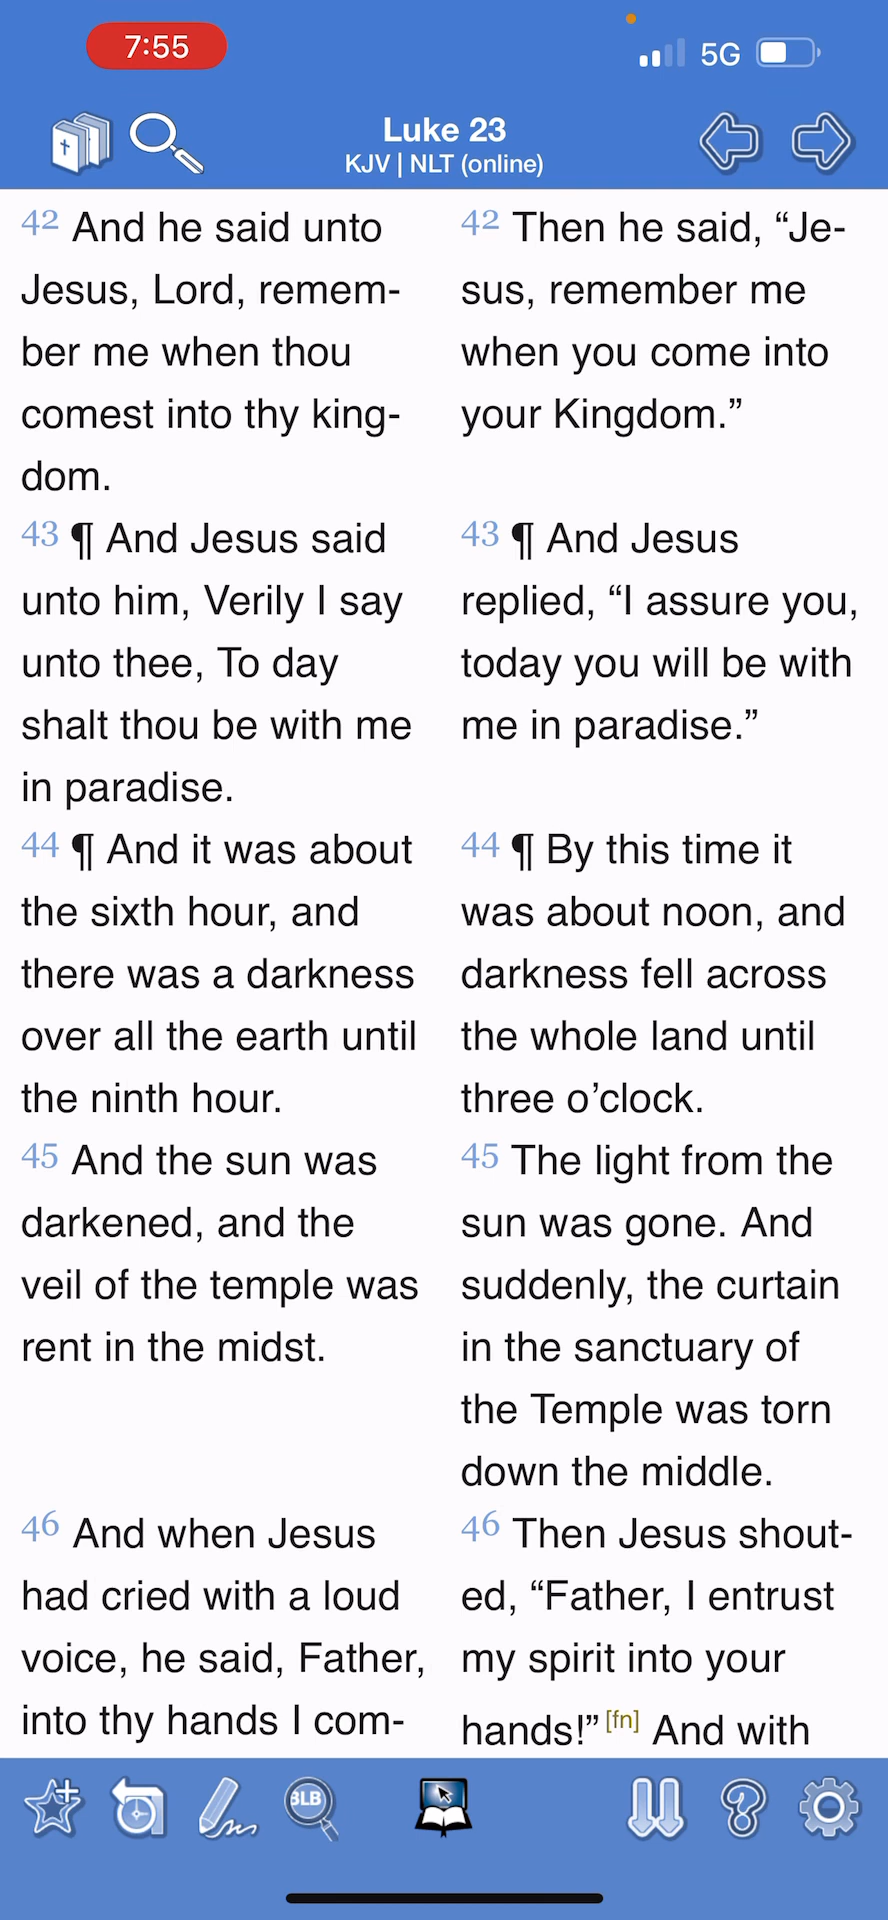 7:55
5G
Luke 23
KJV | NLT (online)
42 And he said unto
Jesus, Lord, remem-
ber me when thou
comest into thy king-
dom.
43 ¶ And Jesus said
unto him, Verily I say
unto thee, To day
shalt thou be with me
in paradise.
44 ¶ And it was about
the sixth hour, and
there was a darkness
over all the earth until
the ninth hour.
45 And the sun was
darkened, and the
veil of the temple was
rent in the midst.
46 And when Jesus
had cried with a loud
voice, he said, Father,
into thy hands I com-
42 Then he said, “Je-
sus, remember me
when you come into
your Kingdom.”
43 ¶ And Jesus
replied, “I assure you,
today you will be with
me in paradise.”
44 ¶ By this time it
was about noon, and
darkness fell across
the whole land until
three o’clock.
45 The light from the
sun was gone. And
suddenly, the curtain
in the sanctuary of
the Temple was torn
down the middle.
46 Then Jesus shout-
ed, “Father, I entrust
my spirit into your
hands!” [fn] And with
BLB